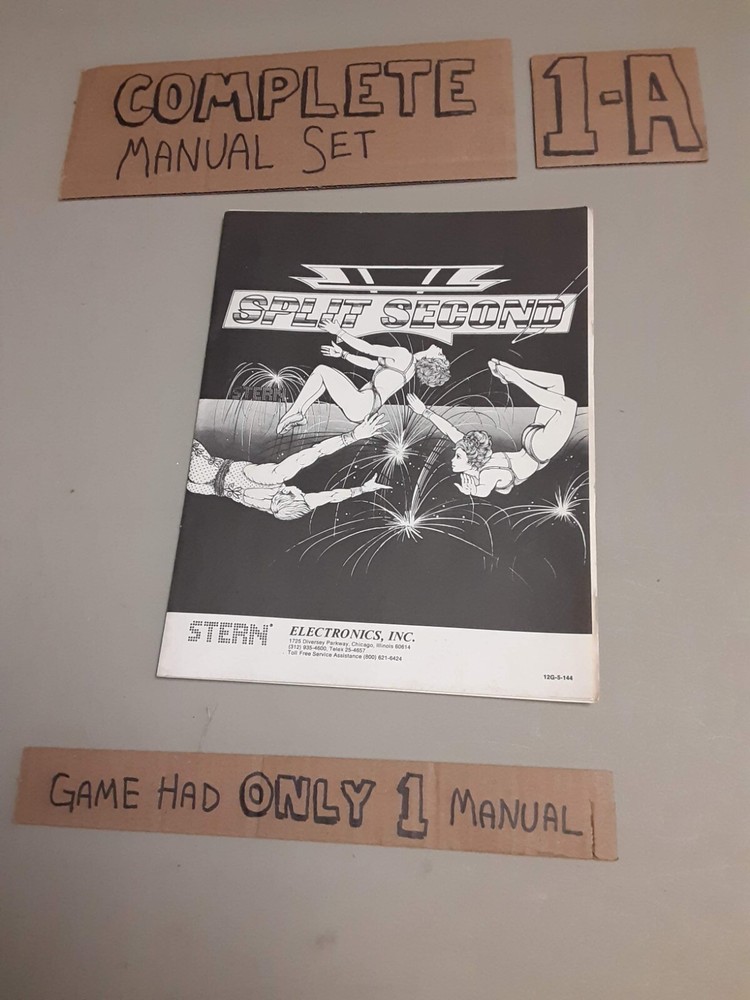 COMPLETE
MANUAL SET
1-A
SPLIT SECOND
STERN
STERN®
ELECTRONICS, INC.
1725 Diversey Parkway, Chicago, Illinois 60614
(312) 935-4600, Telex 25-4657
Toll Free Service Assistance (800) 621-6424
12G-S-144
GAME HAD ONLY 1 MANUAL